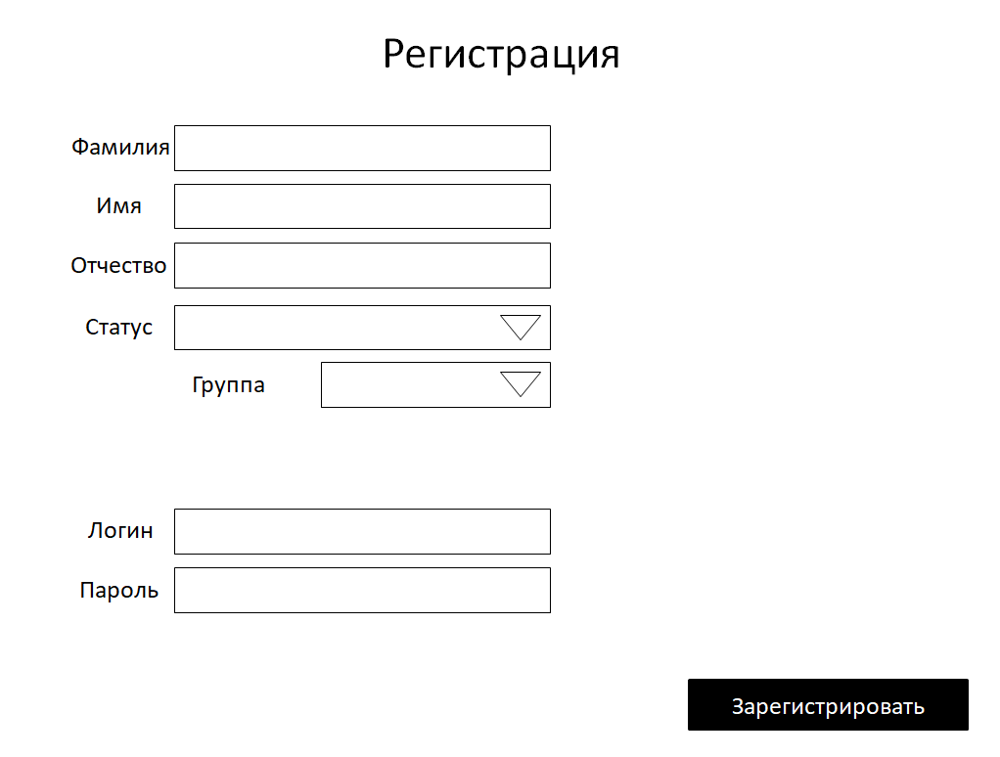 Регистрация
Фамилия
Имя
Отчество
Статус
Группа
Логин
Пароль
Зарегистрировать